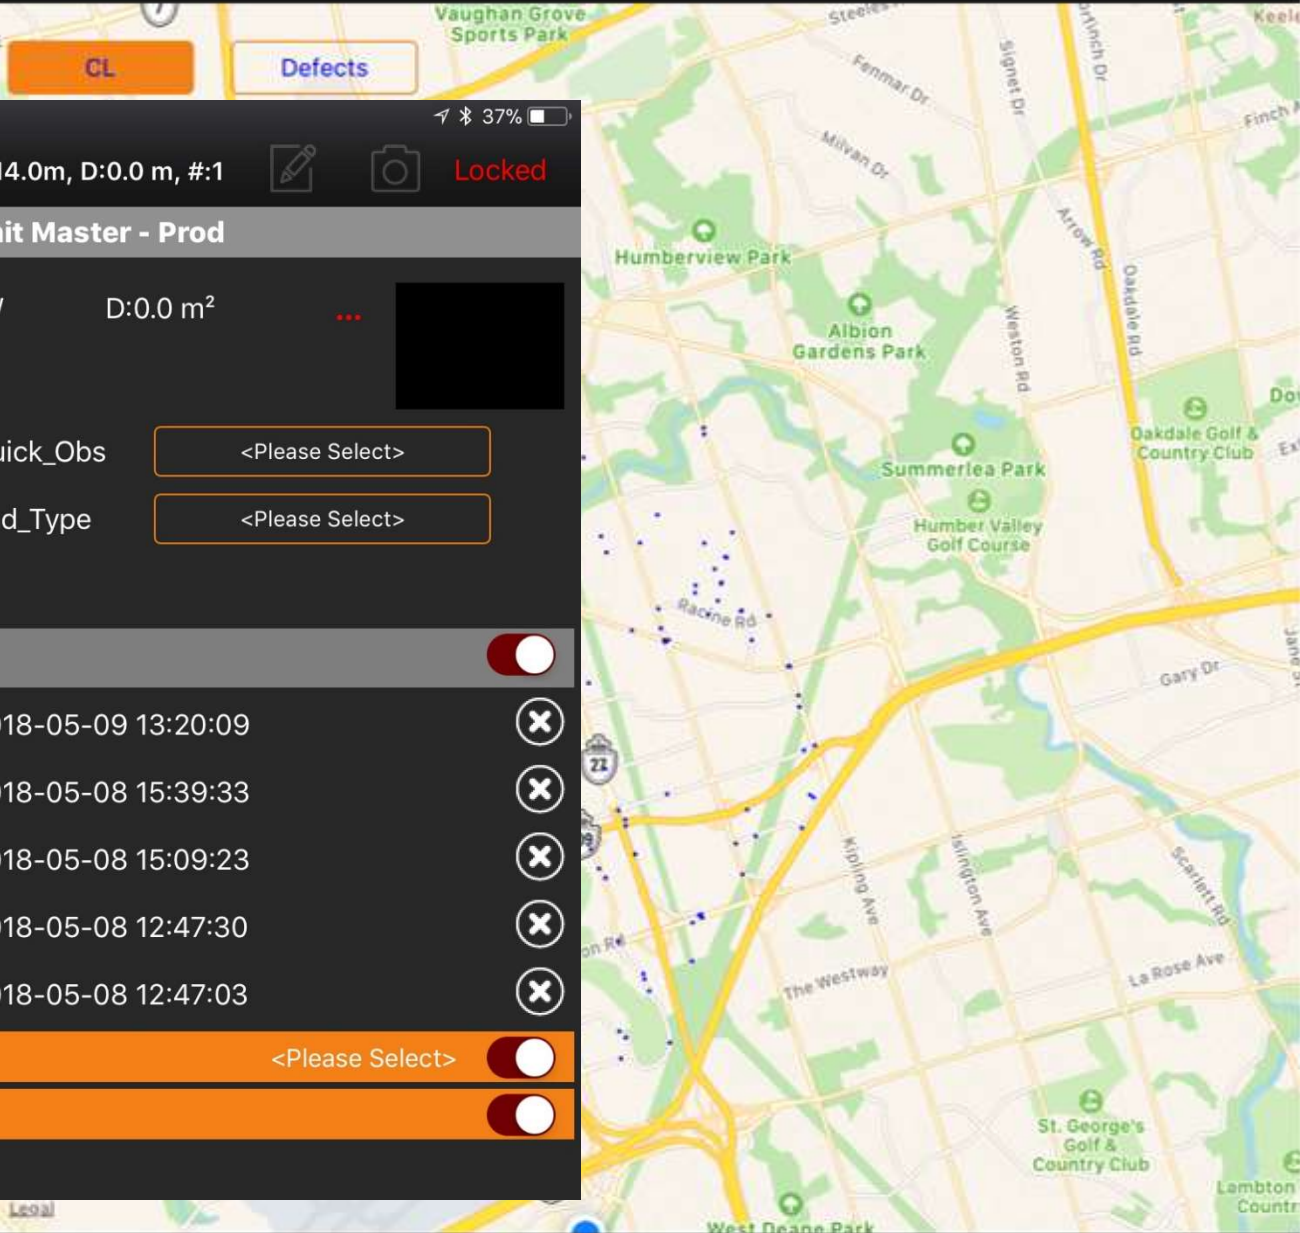 Vaughan Grove
Sports Park
CL
Defects
37%
14.0m, D:0.0 m, #:1
Locked
Master - Prod
D:0.0 m²
...
_Obs
<Please Select>
_Type
<Please Select>
18-05-09 13:20:09
18-05-08 15:39:33
18-05-08 15:09:23
18-05-08 12:47:30
18-05-08 12:47:03
<Please Select>
Legal
Fenmar Dr
Signet Dr
Milvan Dr
Finch
Arrow Rd
Humberview Park
Oakdale Rd
Albion
Gardens Park
Weston Rd
Oakdale Golf &
Country Club
Summerlea Park
Humber Valley
Golf Course
Racine Rd
Gary Dr
Kipling Ave
Islington Ave
Scarlett Rd
The Westway
La Rose Ave
St. George's
Golf &
Country Club
Lambton
West Deane Park